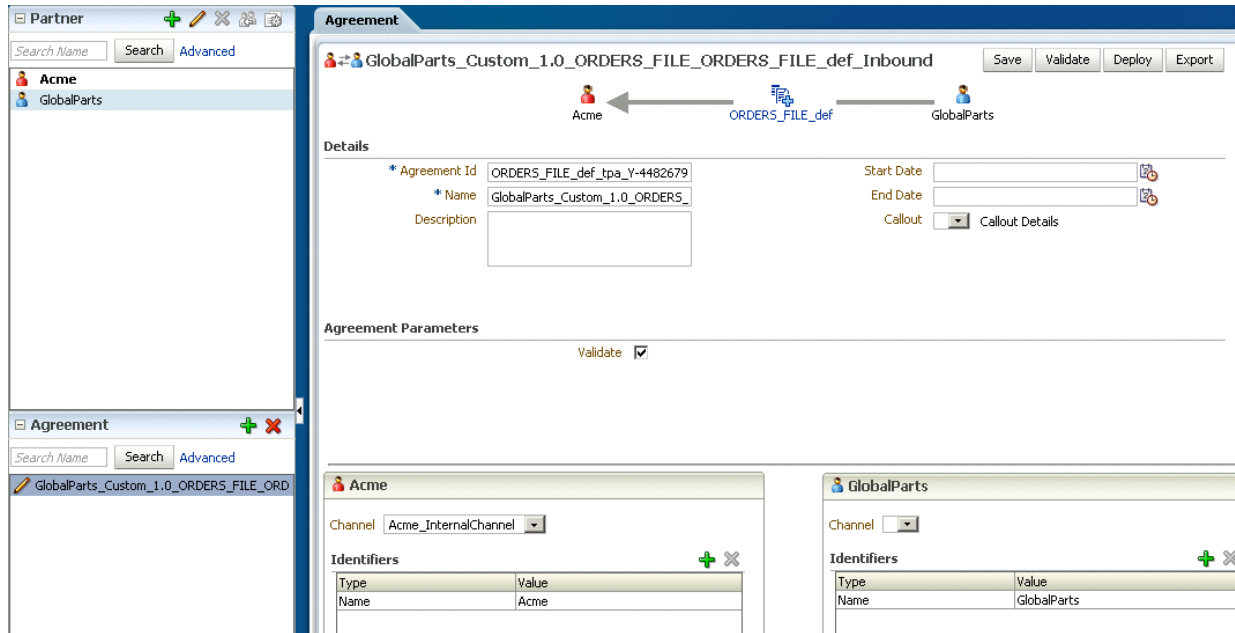 Partner
Search Name Search Advanced
Acme
GlobalParts
Agreement
Search Name Search Advanced
GlobalParts_Custom_1.0_ORDERS_FILE_ORD
Agreement
GlobalParts_Custom_1.0_ORDERS_FILE_ORDERS_FILE_def_Inbound Save Validate Deploy Export
Acme ORDERS_FILE_def GlobalParts
Details
* Agreement Id ORDERS_FILE_def_tpa_Y-4482679 Start Date
* Name GlobalParts_Custom_1.0_ORDERS_ End Date
Description Callout Callout Details
Agreement Parameters
Validate
Acme
Channel Acme_InternalChannel
Identifiers
Type Value
Name Acme
GlobalParts
Channel
Identifiers
Type Value
Name GlobalParts